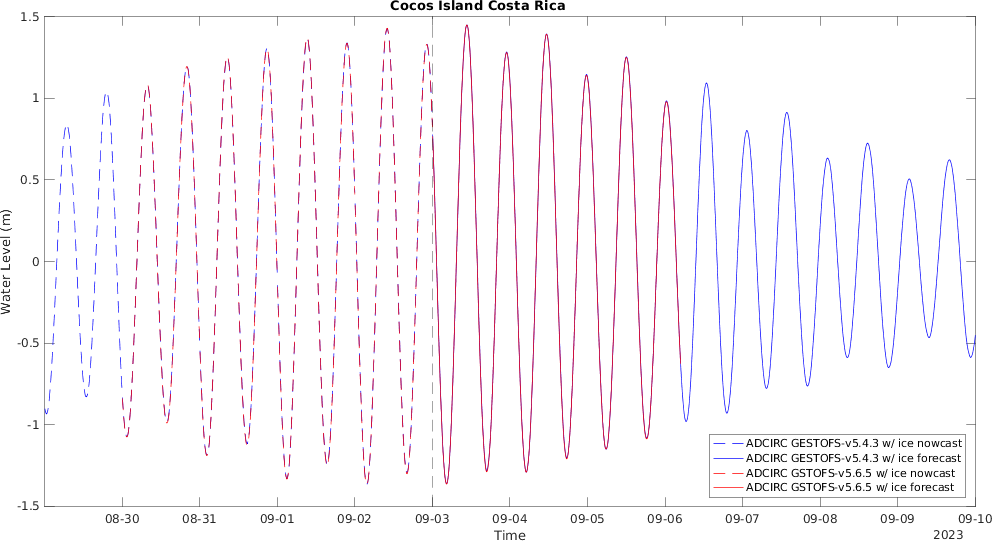 Cocos Island Costa Rica
1.5
1
0.5
0
-0.5
-1
-1.5
Water Level (m)
08-30 08-31 09-01 09-02 09-03 09-04 09-05 09-06 09-07 09-08 09-09 09-10
Time
2023
ADCIRC GESTOFS-v5.4.3 w/ ice nowcast
ADCIRC GESTOFS-v5.4.3 w/ ice forecast
ADCIRC GSTOFS-v5.6.5 w/ ice nowcast
ADCIRC GSTOFS-v5.6.5 w/ ice forecast